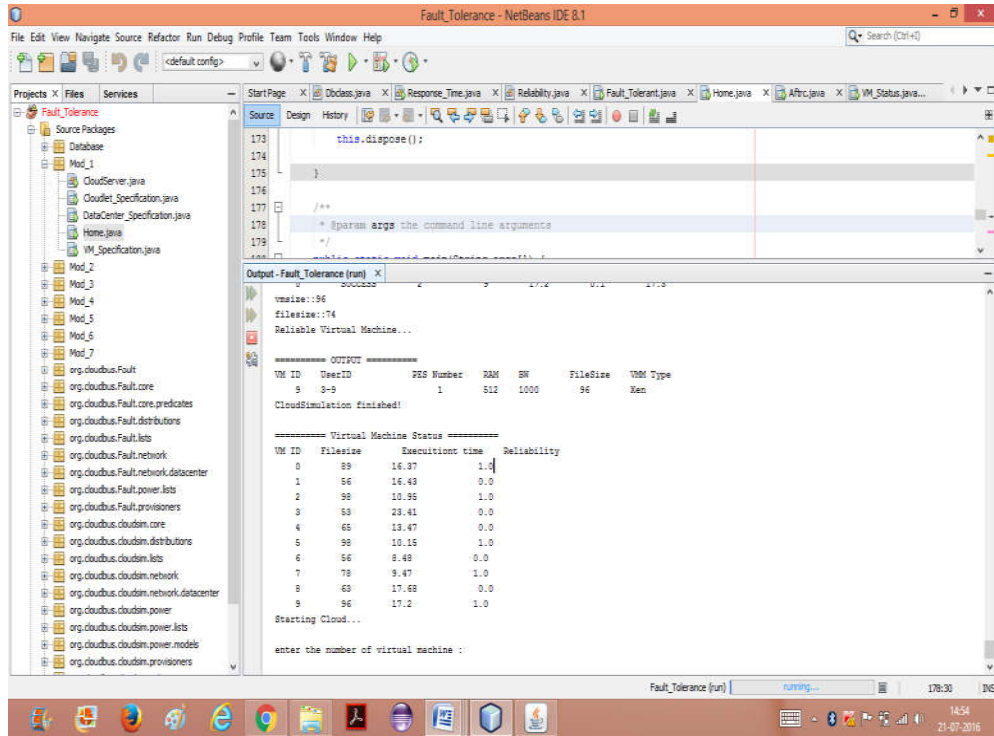 Fault_Tolerance - NetBeans IDE 8.1
File Edit View Navigate Source Refactor Run Debug Profile Team Tools Window Help
Search (Ctrl+I)
<default config>
Projects X Files Services
Start Page X Dbclass.java X Response_Time.java X Reliability.java X Fault_Tolerant.java X Home.java X Aftrc.java X VM_Status.java...
Fault_Tolerance
Source Packages
Database
Mod_1
CloudServer.java
Cloudlet_Specification.java
DataCenter_Specification.java
Home.java
VM_Specification.java
Mod_2
Mod_3
Mod_4
Mod_5
Mod_6
Mod_7
org.cloudbus.Fault
org.cloudbus.Fault.core
org.cloudbus.Fault.core.predicates
org.cloudbus.Fault.distributions
org.cloudbus.Fault.lists
org.cloudbus.Fault.network
org.cloudbus.Fault.network.datacenter
org.cloudbus.Fault.power.lists
org.cloudbus.Fault.provisioners
org.cloudbus.cloudsim.core
org.cloudbus.cloudsim.distributions
org.cloudbus.cloudsim.lists
org.cloudbus.cloudsim.network
org.cloudbus.cloudsim.network.datacenter
org.cloudbus.cloudsim.power
org.cloudbus.cloudsim.power.lists
org.cloudbus.cloudsim.power.models
org.cloudbus.cloudsim.provisioners
Source Design History
173 this.dispose();
174
175 }
176
177 /**
178 * @param args the command line arguments
179 */
public static void main(String args[]) {
Output - Fault_Tolerance (run) X
vmsize::96
filesize::74
Reliable Virtual Machine...
========== OUTPUT ==========
VM ID UserID PES Number RAM BW FileSize VMM Type
9 3-9 1 512 1000 96 Xen
CloudSimulation finished!
========== Virtual Machine Status ==========
VM ID Filesize Execuitiont time Reliability
0 89 16.37 1.0
1 56 16.43 0.0
2 98 10.95 1.0
3 53 23.41 0.0
4 65 13.47 0.0
5 98 10.15 1.0
6 56 8.48 0.0
7 78 9.47 1.0
8 63 17.68 0.0
9 96 17.2 1.0
Starting Cloud...
enter the number of virtual machine :
Fault_Tolerance (run) running... 178:30 INS
14:54
21-07-2016